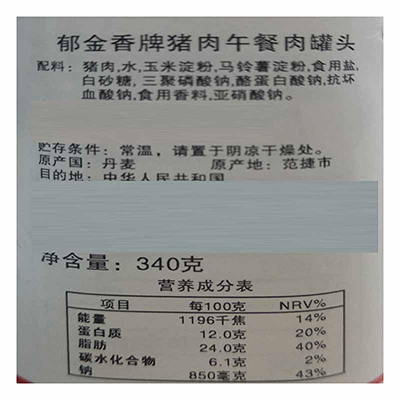 郁金香牌猪肉午餐肉罐头
配料：猪肉,水,玉米淀粉,马铃薯淀粉,食用盐,
白砂糖, 三聚磷酸钠,酪蛋白酸钠,抗坏
血酸钠,食用香料,亚硝酸钠。
贮存条件：常温，请置于阴凉干燥处。
原产国：丹麦 原产地：范捷市
目的地：中华人民共和国
净含量：340克
营养成分表
项目 每100克 NRV%
能量 1196千焦 14%
蛋白质 12.0克 20%
脂肪 24.0克 40%
碳水化合物 6.1克 2%
钠 850毫克 43%